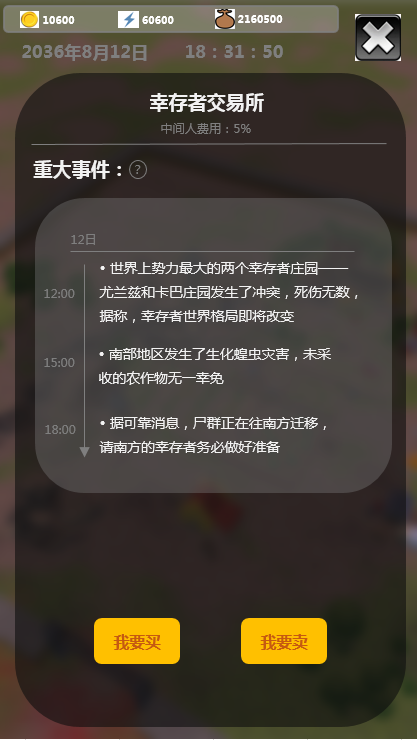 10600 60600 2160500
2036年8月12日 18：31：50
幸存者交易所
中间人费用：5%
重大事件：?
12日
12:00
• 世界上势力最大的两个幸存者庄园——
尤兰兹和卡巴庄园发生了冲突，死伤无数，
据称，幸存者世界格局即将改变
15:00
• 南部地区发生了生化蝗虫灾害，未采
收的农作物无一幸免
18:00
• 据可靠消息，尸群正在往南方迁移，
请南方的幸存者务必做好准备
我要买 我要卖